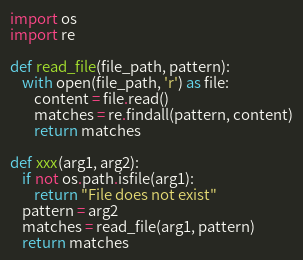 import os
import re

def read_file(file_path, pattern):
    with open(file_path, 'r') as file:
        content = file.read()
        matches = re.findall(pattern, content)
        return matches

def xxx(arg1, arg2):
    if not os.path.isfile(arg1):
        return "File does not exist"
    pattern = arg2
    matches = read_file(arg1, pattern)
    return matches